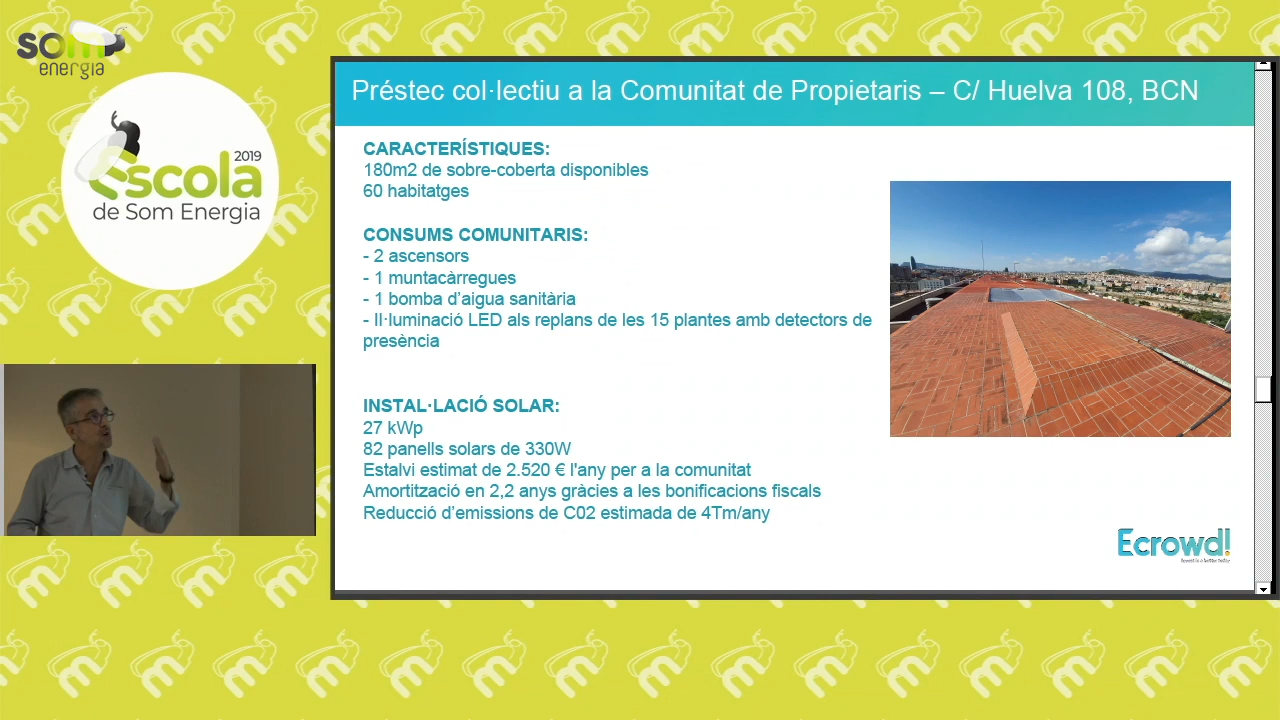 som
energia
2019
escola
de Som Energia
Préstec col·lectiu a la Comunitat de Propietaris – C/ Huelva 108, BCN
CARACTERÍSTIQUES:
180m2 de sobre-coberta disponibles
60 habitatges
CONSUMS COMUNITARIS:
- 2 ascensors
- 1 muntacàrregues
- 1 bomba d’aigua sanitària
- Il·luminació LED als replans de les 15 plantes amb detectors de
presència
INSTAL·LACIÓ SOLAR:
27 kWp
82 panells solars de 330W
Estalvi estimat de 2.520 € l'any per a la comunitat
Amortització en 2,2 anys gràcies a les bonificacions fiscals
Reducció d’emissions de C02 estimada de 4Tm/any
Ecrowd!